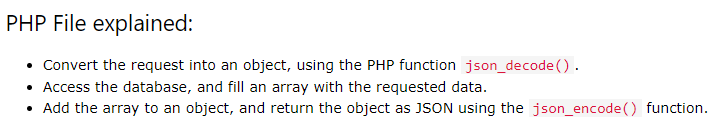 PHP File explained:
Convert the request into an object, using the PHP function json_decode().
Access the database, and fill an array with the requested data.
Add the array to an object, and return the object as JSON using the json_encode() function.